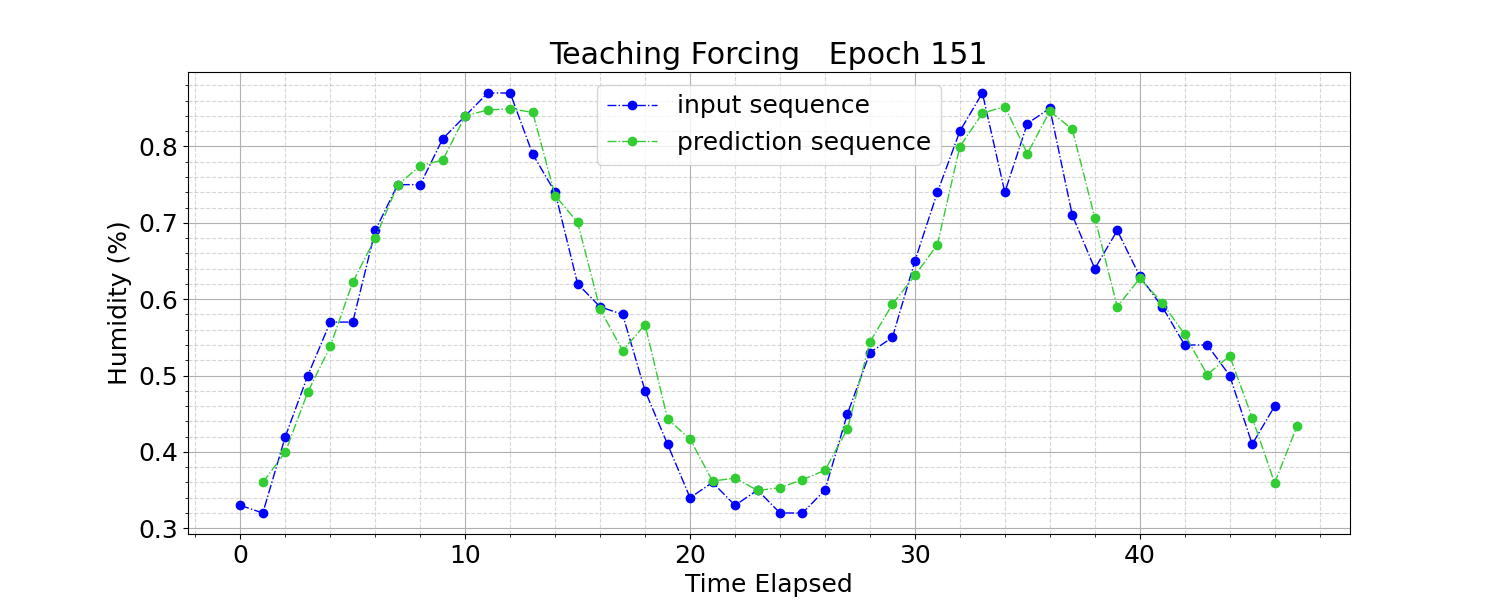 Teaching Forcing   Epoch 151
input sequence
prediction sequence
Humidity (%)
0.8
0.7
0.6
0.5
0.4
0.3
0 10 20 30 40
Time Elapsed